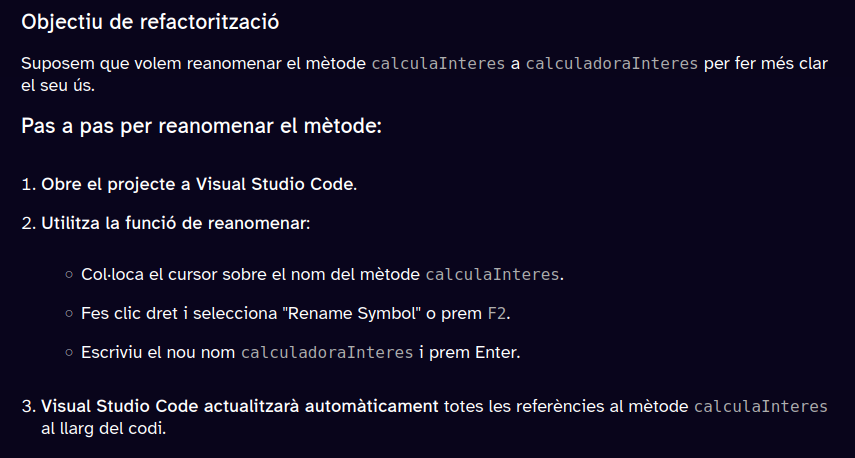 Objectiu de refactorització
Suposem que volem reanomenar el mètode calculaInteres a calculadoraInteres per fer més clar
el seu ús.
Pas a pas per reanomenar el mètode:
1. Obre el projecte a Visual Studio Code.
2. Utilitza la funció de reanomenar:
○ Col·loca el cursor sobre el nom del mètode calculaInteres.
○ Fes clic dret i selecciona "Rename Symbol" o prem F2.
○ Escriviu el nou nom calculadoraInteres i prem Enter.
3. Visual Studio Code actualitzarà automàticament totes les referències al mètode calculaInteres
al llarg del codi.